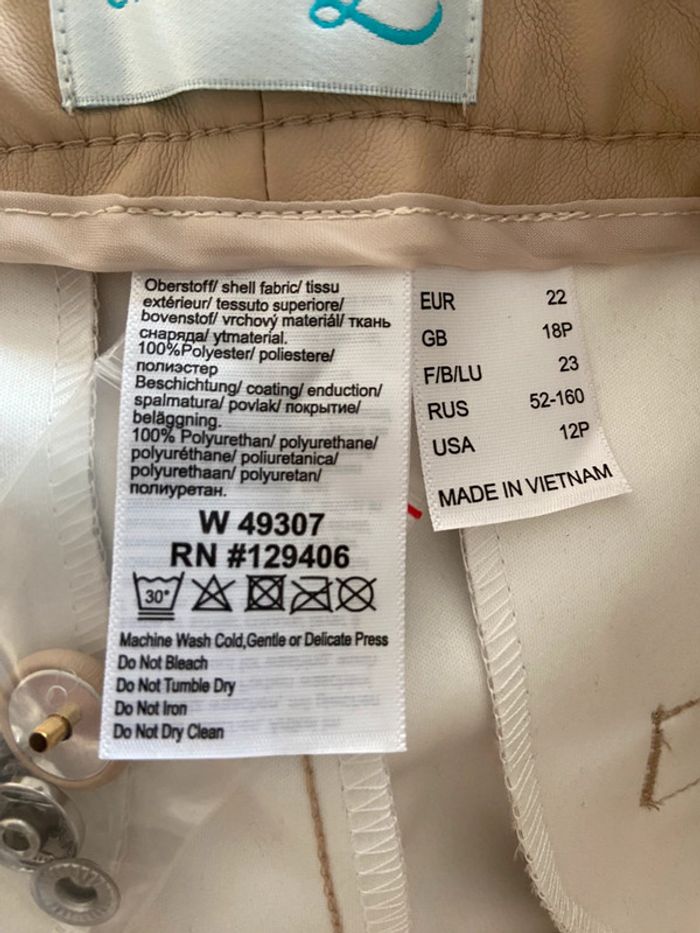 Oberstoff/ shell fabric/ tissu
extérieur/ tessuto superiore/
bovenstof/ vrchový materiál/ ткань
снаряда/ ytmaterial.
100%Polyester/ poliestere/
полиэстер
Beschichtung/ coating/ enduction/
spalmatura/ povlak/ покрытие/
beläggning.
100% Polyurethan/ polyurethane/
polyuréthane/ poliuretanica/
polyurethaan/ polyuretan/
полиуретан.
W 49307
RN #129406
30°
Machine Wash Cold,Gentle or Delicate Press
Do Not Bleach
Do Not Tumble Dry
Do Not Iron
Do Not Dry Clean
EUR 22
GB 18P
F/B/LU 23
RUS 52-160
USA 12P
MADE IN VIETNAM